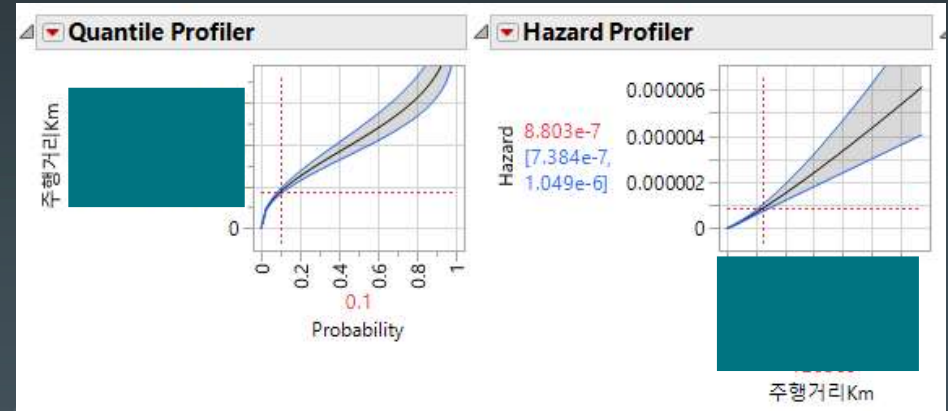 Quantile Profiler
주행거리Km
0
0
0.2
0.4
0.6
0.8
1
0.1
Probability
Hazard Profiler
Hazard
8.803e-7
[7.384e-7,
1.049e-6]
0.000006
0.000004
0.000002
0
주행거리Km